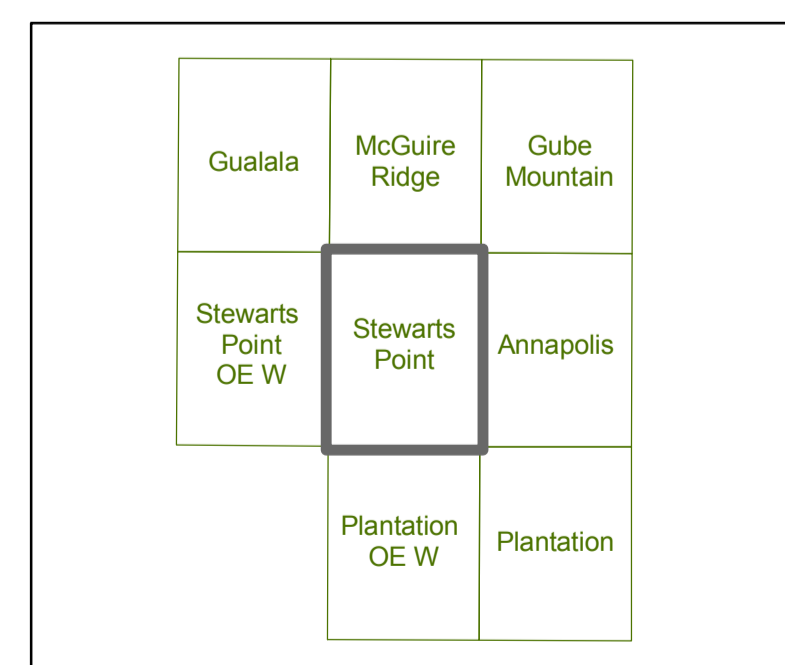 Gualala
McGuire
Ridge
Gube
Mountain
Stewarts
Point
OE W
Stewarts
Point
Annapolis
Plantation
OE W
Plantation